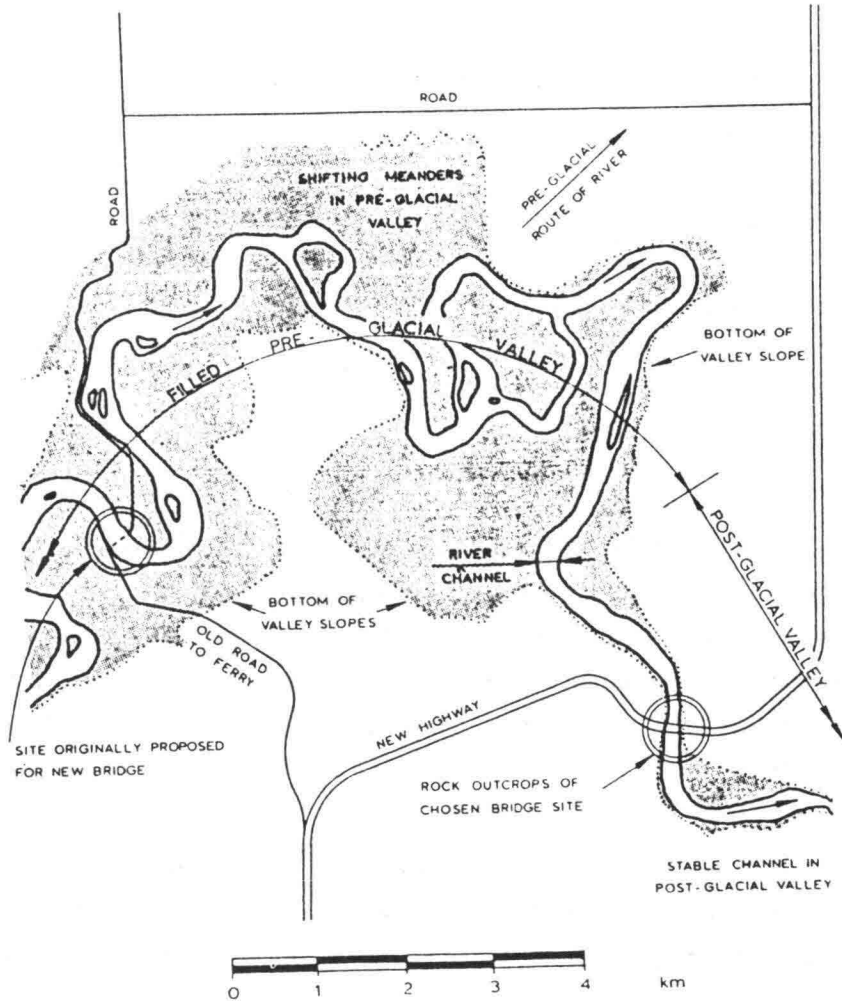 ROAD
ROAD
SHIFTING MEANDERS
IN PRE-GLACIAL
VALLEY
PRE-GLACIAL
ROUTE OF RIVER
FILLED PRE- GLACIAL VALLEY
BOTTOM OF
VALLEY SLOPE
POST-GLACIAL VALLEY
RIVER
CHANNEL
BOTTOM OF
VALLEY SLOPES
OLD ROAD
TO FERRY
NEW HIGHWAY
SITE ORIGINALLY PROPOSED
FOR NEW BRIDGE
ROCK OUTCROPS OF
CHOSEN BRIDGE SITE
STABLE CHANNEL IN
POST-GLACIAL VALLEY
0 1 2 3 4 km